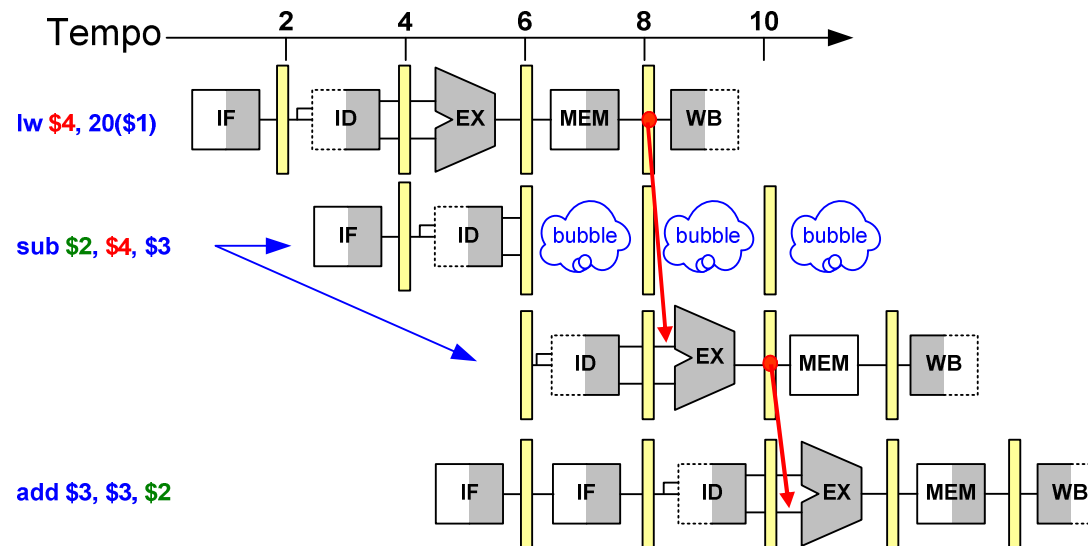 Tempo 2 4 6 8 10
lw $4, 20($1) IF ID EX MEM WB
sub $2, $4, $3 IF ID bubble bubble bubble
ID EX MEM WB
add $3, $3, $2 IF IF ID EX MEM WB